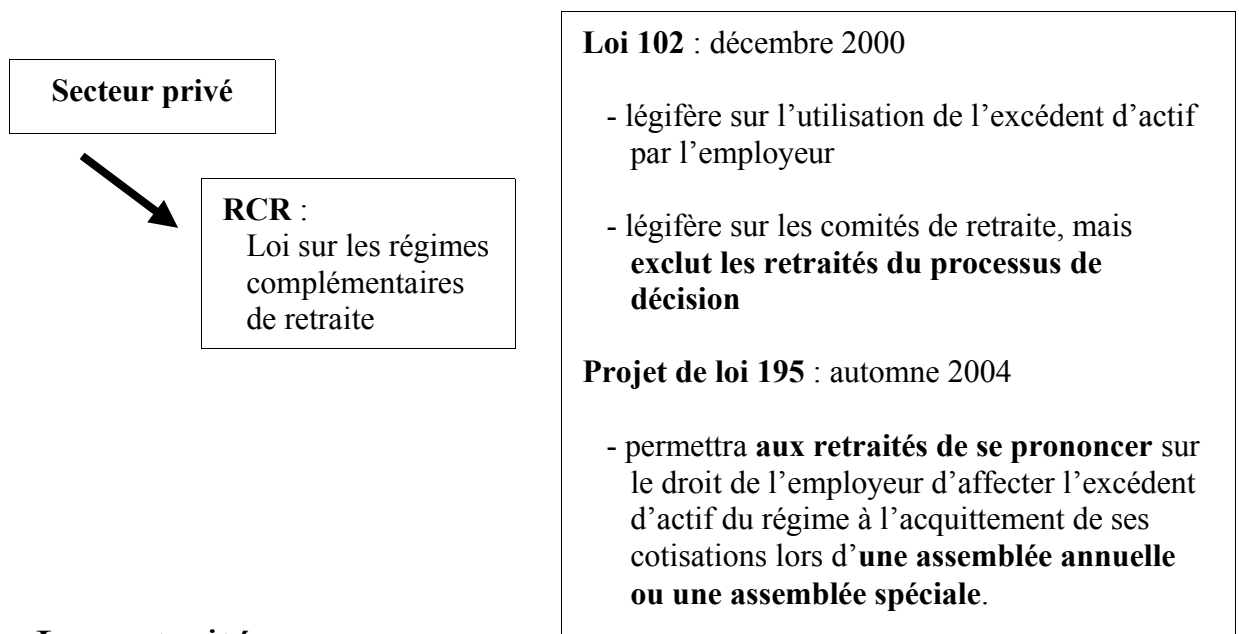 Secteur privé
RCR :
Loi sur les régimes
complémentaires
de retraite
Loi 102 : décembre 2000
- légifère sur l’utilisation de l’excédent d’actif
par l’employeur
- légifère sur les comités de retraite, mais
exclut les retraités du processus de
décision
Projet de loi 195 : automne 2004
- permettra aux retraités de se prononcer sur
le droit de l’employeur d’affecter l’excédent
d’actif du régime à l’acquittement de ses
cotisations lors d’une assemblée annuelle
ou une assemblée spéciale.